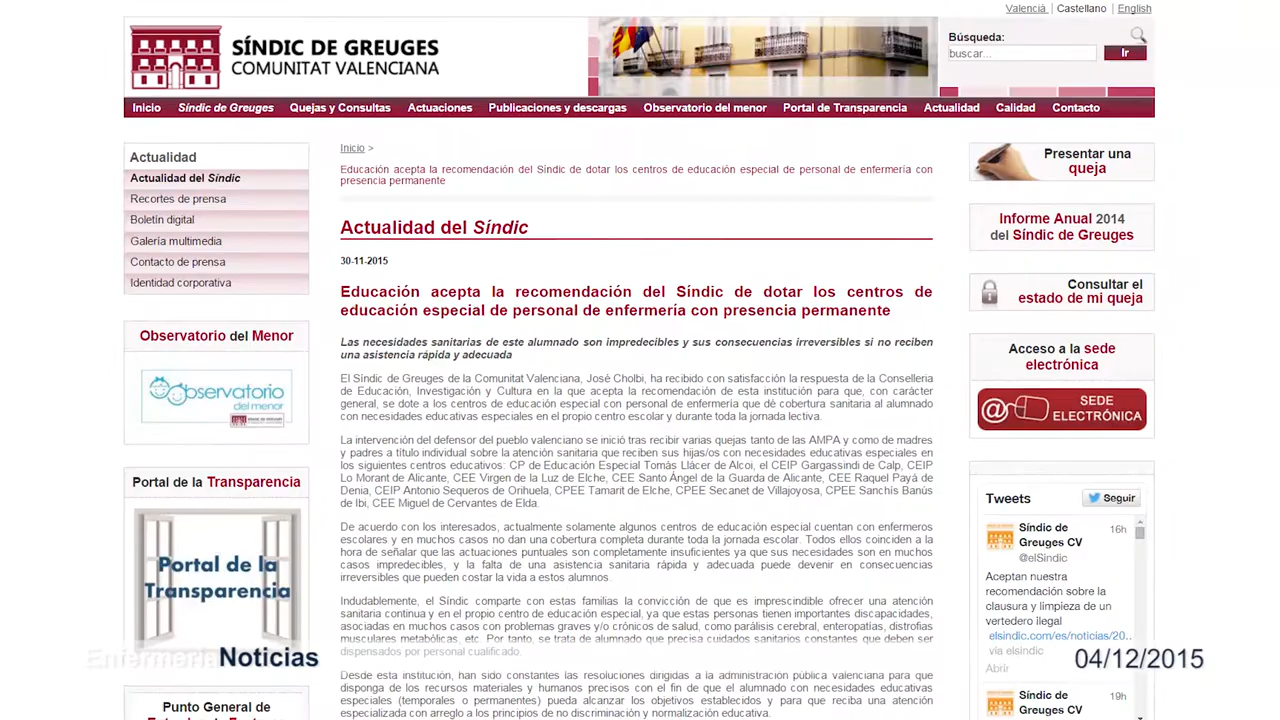 Valencià | Castellano | English
SÍNDIC DE GREUGES
COMUNITAT VALENCIANA
Búsqueda:
buscar...
Ir
Inicio Síndic de Greuges Quejas y Consultas Actuaciones Publicaciones y descargas Observatorio del menor Portal de Transparencia Actualidad Calidad Contacto
Actualidad
Actualidad del Síndic
Recortes de prensa
Boletín digital
Galería multimedia
Contacto de prensa
Identidad corporativa
Observatorio del Menor
Observatorio
del menor
SÍNDIC DE GREUGES
Portal de la Transparencia
Portal de la
Transparencia
Enfermería Noticias
Punto General de
Inicio >
Educación acepta la recomendación del Síndic de dotar los centros de educación especial de personal de enfermería con
presencia permanente
Actualidad del Síndic
30-11-2015
Educación acepta la recomendación del Síndic de dotar los centros de
educación especial de personal de enfermería con presencia permanente
Las necesidades sanitarias de este alumnado son impredecibles y sus consecuencias irreversibles si no reciben
una asistencia rápida y adecuada
El Síndic de Greuges de la Comunitat Valenciana, José Cholbi, ha recibido con satisfacción la respuesta de la Conselleria
de Educación, Investigación y Cultura en la que acepta la recomendación de esta institución para que, con carácter
general, se dote a los centros de educación especial con personal de enfermería que dé cobertura sanitaria al alumnado
con necesidades educativas especiales en el propio centro escolar y durante toda la jornada lectiva.
La intervención del defensor del pueblo valenciano se inició tras recibir varias quejas tanto de las AMPA y como de madres
y padres a título individual sobre la atención sanitaria que reciben sus hijas/os con necesidades educativas especiales en
los siguientes centros educativos: CP de Educación Especial Tomás Llácer de Alcoi, el CEIP Gargassindi de Calp, CEIP
Lo Morant de Alicante, CEE Virgen de la Luz de Elche, CEE Santo Ángel de la Guarda de Alicante, CEE Raquel Payá de
Denia, CEIP Antonio Sequeros de Orihuela, CPEE Tamarit de Elche, CPEE Secanet de Villajoyosa, CPEE Sanchís Banús
de Ibi, CEE Miguel de Cervantes de Elda.
De acuerdo con los interesados, actualmente solamente algunos centros de educación especial cuentan con enfermeros
escolares y en muchos casos no dan una cobertura completa durante toda la jornada escolar. Todos ellos coinciden a la
hora de señalar que las actuaciones puntuales son completamente insuficientes ya que sus necesidades son en muchos
casos impredecibles, y la falta de una asistencia sanitaria rápida y adecuada puede devenir en consecuencias
irreversibles que pueden costar la vida a estos alumnos.
Indudablemente, el Síndic comparte con estas familias la convicción de que es imprescindible ofrecer una atención
sanitaria continua y en el propio centro de educación especial, ya que estas personas tienen importantes discapacidades,
asociadas en muchos casos con problemas graves y/o crónicos de salud, como parálisis cerebral, enteropatías, distrofias
musculares metabólicas, etc. Por tanto, se trata de alumnado que precisa cuidados sanitarios constantes que deben ser
dispensados por personal cualificado.
Desde esta institución, han sido constantes las resoluciones dirigidas a la administración pública valenciana para que
disponga de los recursos materiales y humanos precisos con el fin de que el alumnado con necesidades educativas
especiales (temporales o permanentes) pueda alcanzar los objetivos establecidos y para que reciba una atención
especializada con arreglo a los principios de no discriminación y normalización educativa.
Presentar una
queja
Informe Anual 2014
del Síndic de Greuges
Consultar el
estado de mi queja
Acceso a la sede
electrónica
SEDE
ELECTRÓNICA
Tweets Seguir
Síndic de 16h
Greuges CV
@elSindic
Aceptan nuestra
recomendación sobre la
clausura y limpieza de un
vertedero ilegal
elsindic.com/es/noticias/20...
vía elsindic
Abrir
04/12/2015
Síndic de 19h
Greuges CV